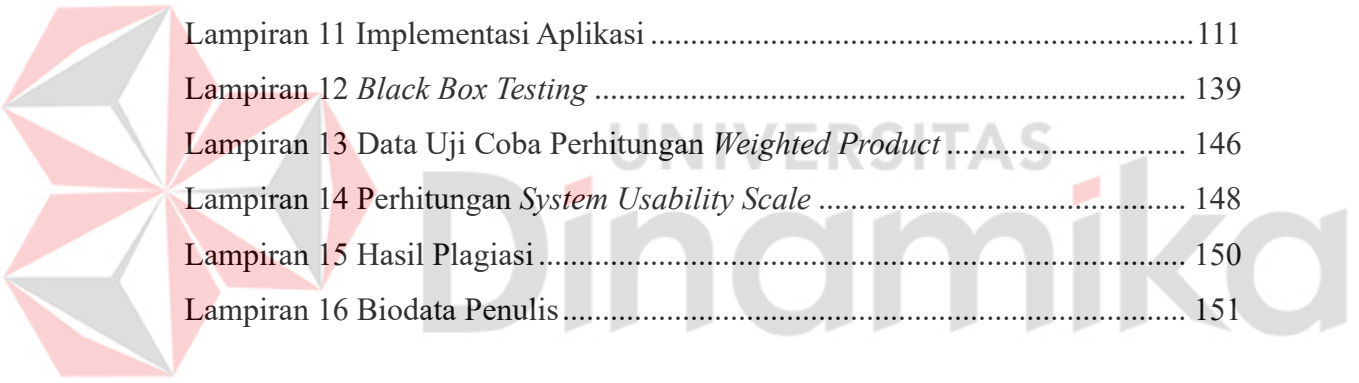 Lampiran 11 Implementasi Aplikasi ....................................................................111
Lampiran 12 Black Box Testing .......................................................................... 139
Lampiran 13 Data Uji Coba Perhitungan Weighted Product .............................. 146
Lampiran 14 Perhitungan System Usability Scale .............................................. 148
Lampiran 15 Hasil Plagiasi ................................................................................. 150
Lampiran 16 Biodata Penulis .............................................................................. 151
UNIVERSITAS
Dinamika